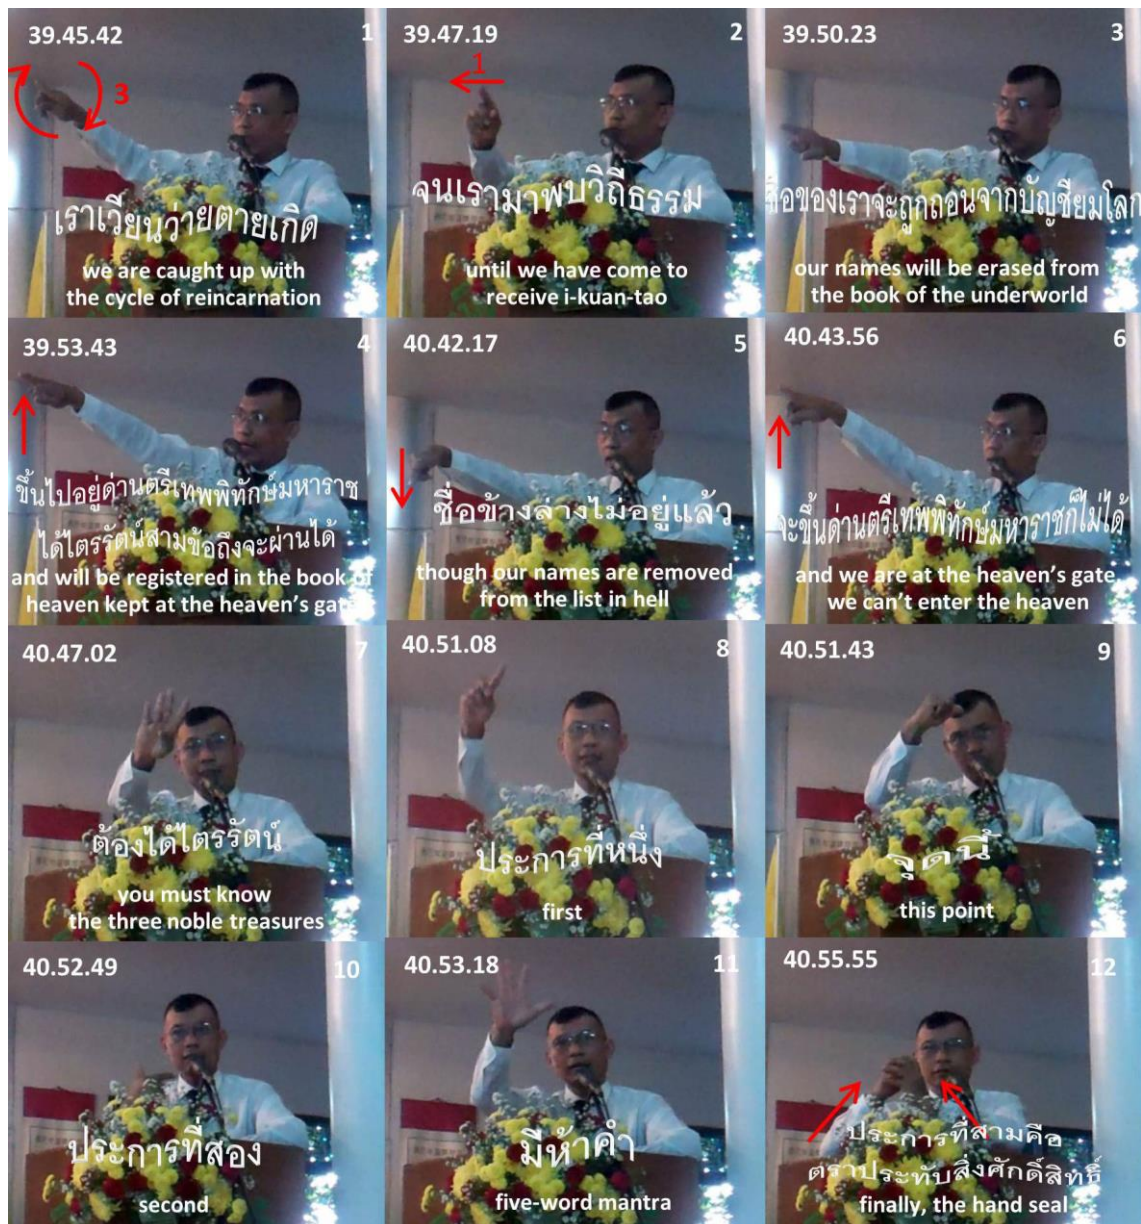 39.45.42
1
3
เราเวียนว่ายตายเกิด
we are caught up with
the cycle of reincarnation
39.47.19
2
1
จนเรามาพบวิถีธรรม
until we have come to
receive i-kuan-tao
39.50.23
3
ชื่อของเราจะถูกถอนจากบัญชียมโลก
our names will be erased from
the book of the underworld
39.53.43
4
ขึ้นไปอยู่ด่านตรีเทพพิทักษ์มหาราช
ได้ไตรรัตน์สามข้อถึงจะผ่านได้
and will be registered in the book of
heaven kept at the heaven's gate
40.42.17
5
ชื่อข้างล่างไม่อยู่แล้ว
though our names are removed
from the list in hell
40.43.56
6
จะขึ้นด่านตรีเทพพิทักษ์มหาราชก็ไม่ได้
and we are at the heaven's gate
we can't enter the heaven
40.47.02
7
ต้องได้ไตรรัตน์
you must know
the three noble treasures
40.51.08
8
ประการที่หนึ่ง
first
40.51.43
9
จุดนี้
this point
40.52.49
10
ประการที่สอง
second
40.53.18
11
มีห้าคำ
five-word mantra
40.55.55
12
ประการที่สามคือ
ตราประทับสิ่งศักดิ์สิทธิ์
finally, the hand seal